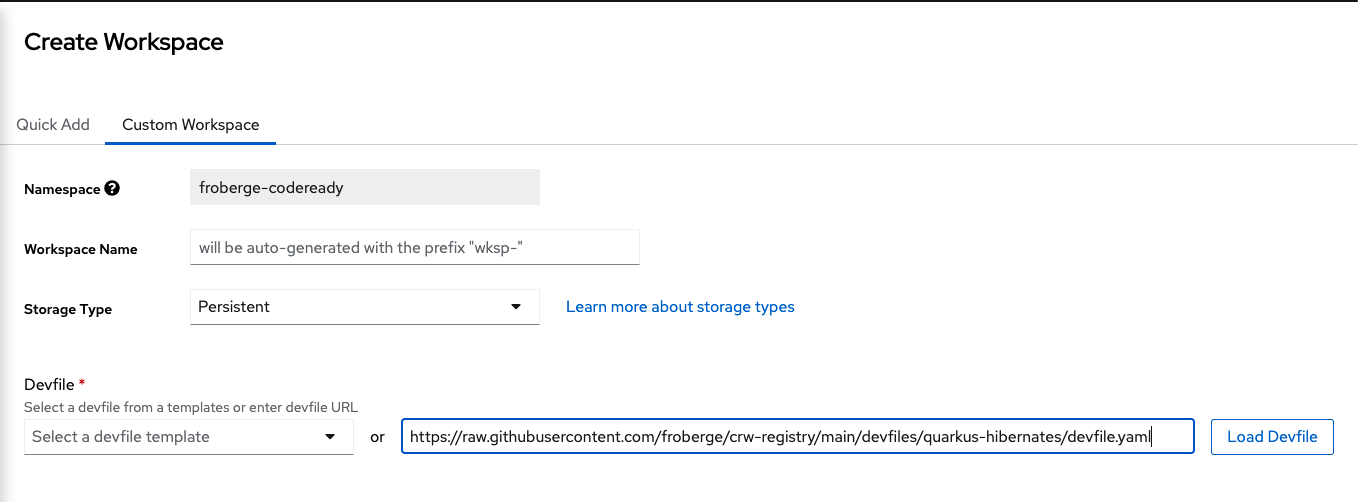 Create Workspace
Quick Add Custom Workspace
Namespace froberge-codeready
Workspace Name will be auto-generated with the prefix "wksp-"
Storage Type Persistent Learn more about storage types
Devfile *
Select a devfile from a templates or enter devfile URL
Select a devfile template or https://raw.githubusercontent.com/froberge/crw-registry/main/devfiles/quarkus-hibernates/devfile.yaml Load Devfile